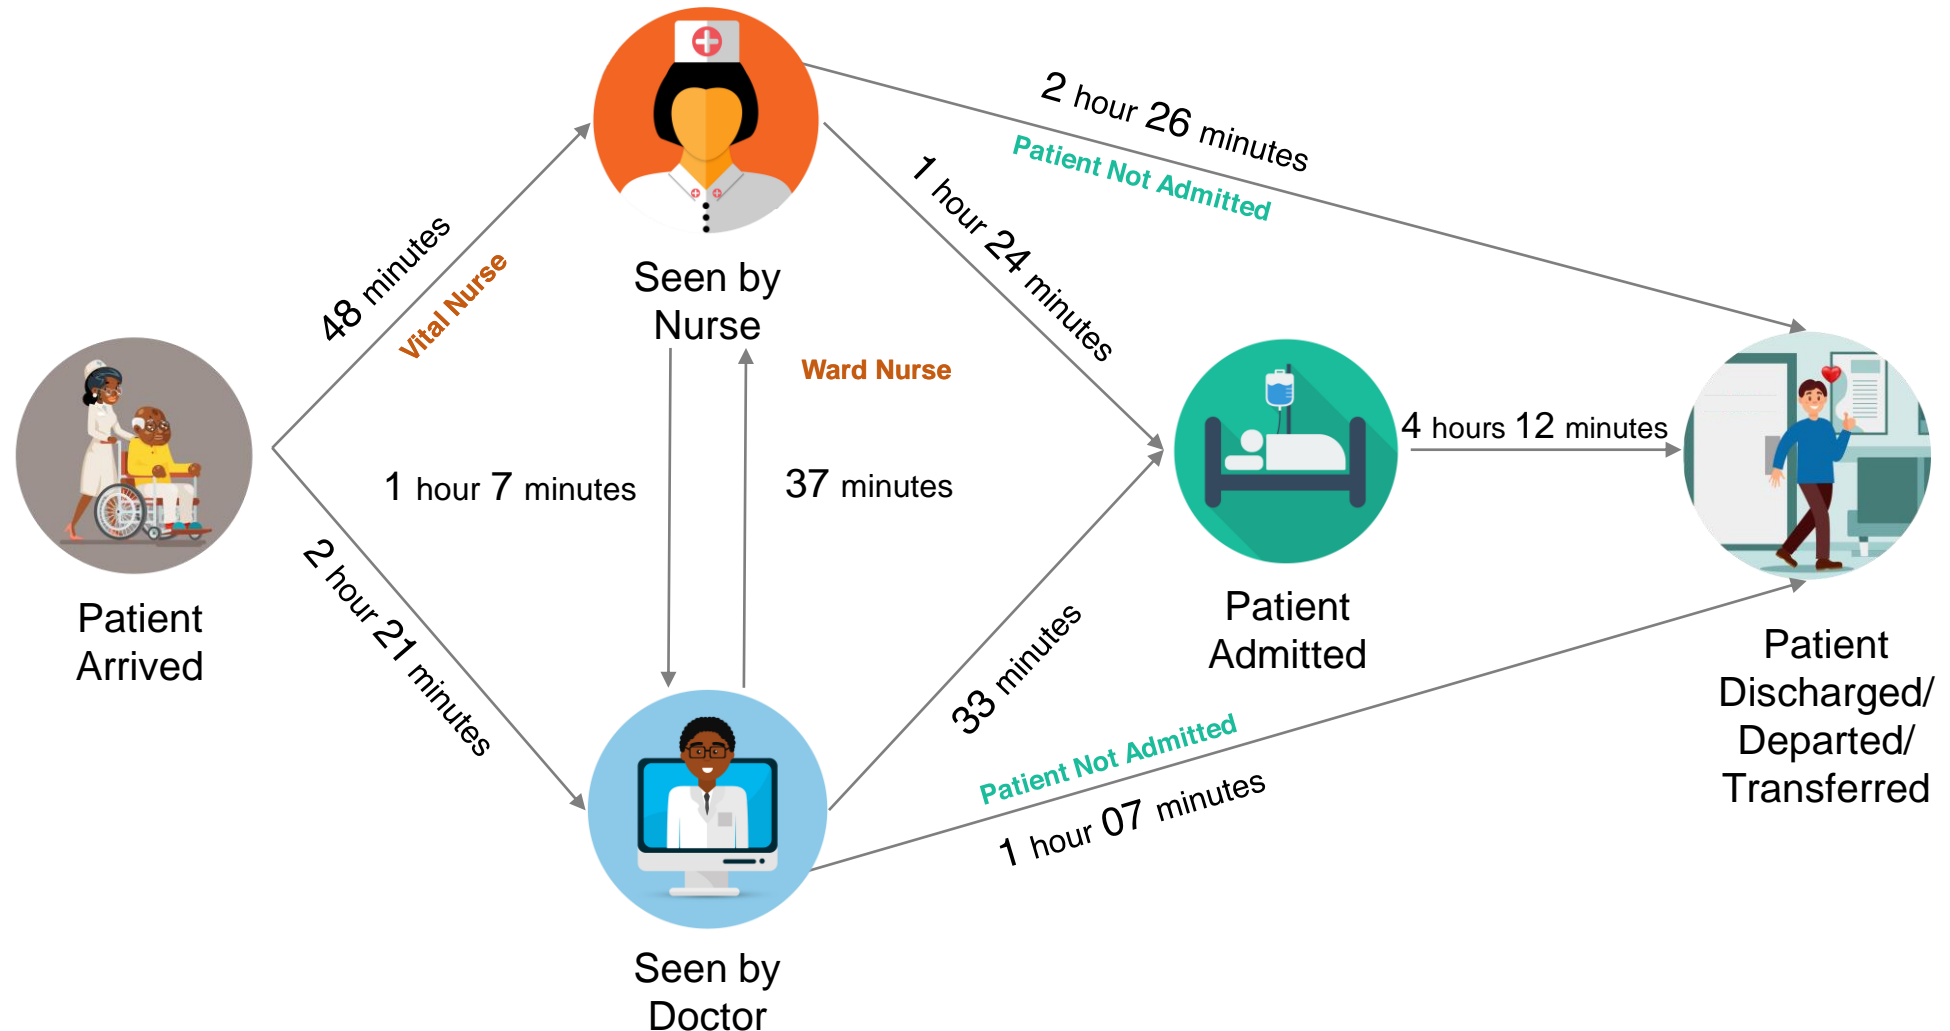 2 hour 26 minutes
Patient Not Admitted
1 hour 24 minutes
48 minutes
Vital Nurse
Seen by
Nurse
Ward Nurse
4 hours 12 minutes
1 hour 7 minutes
37 minutes
Patient
Arrived
2 hour 21 minutes
33 minutes
Patient
Admitted
Patient
Discharged/
Departed/
Transferred
Patient Not Admitted
1 hour 07 minutes
Seen by
Doctor